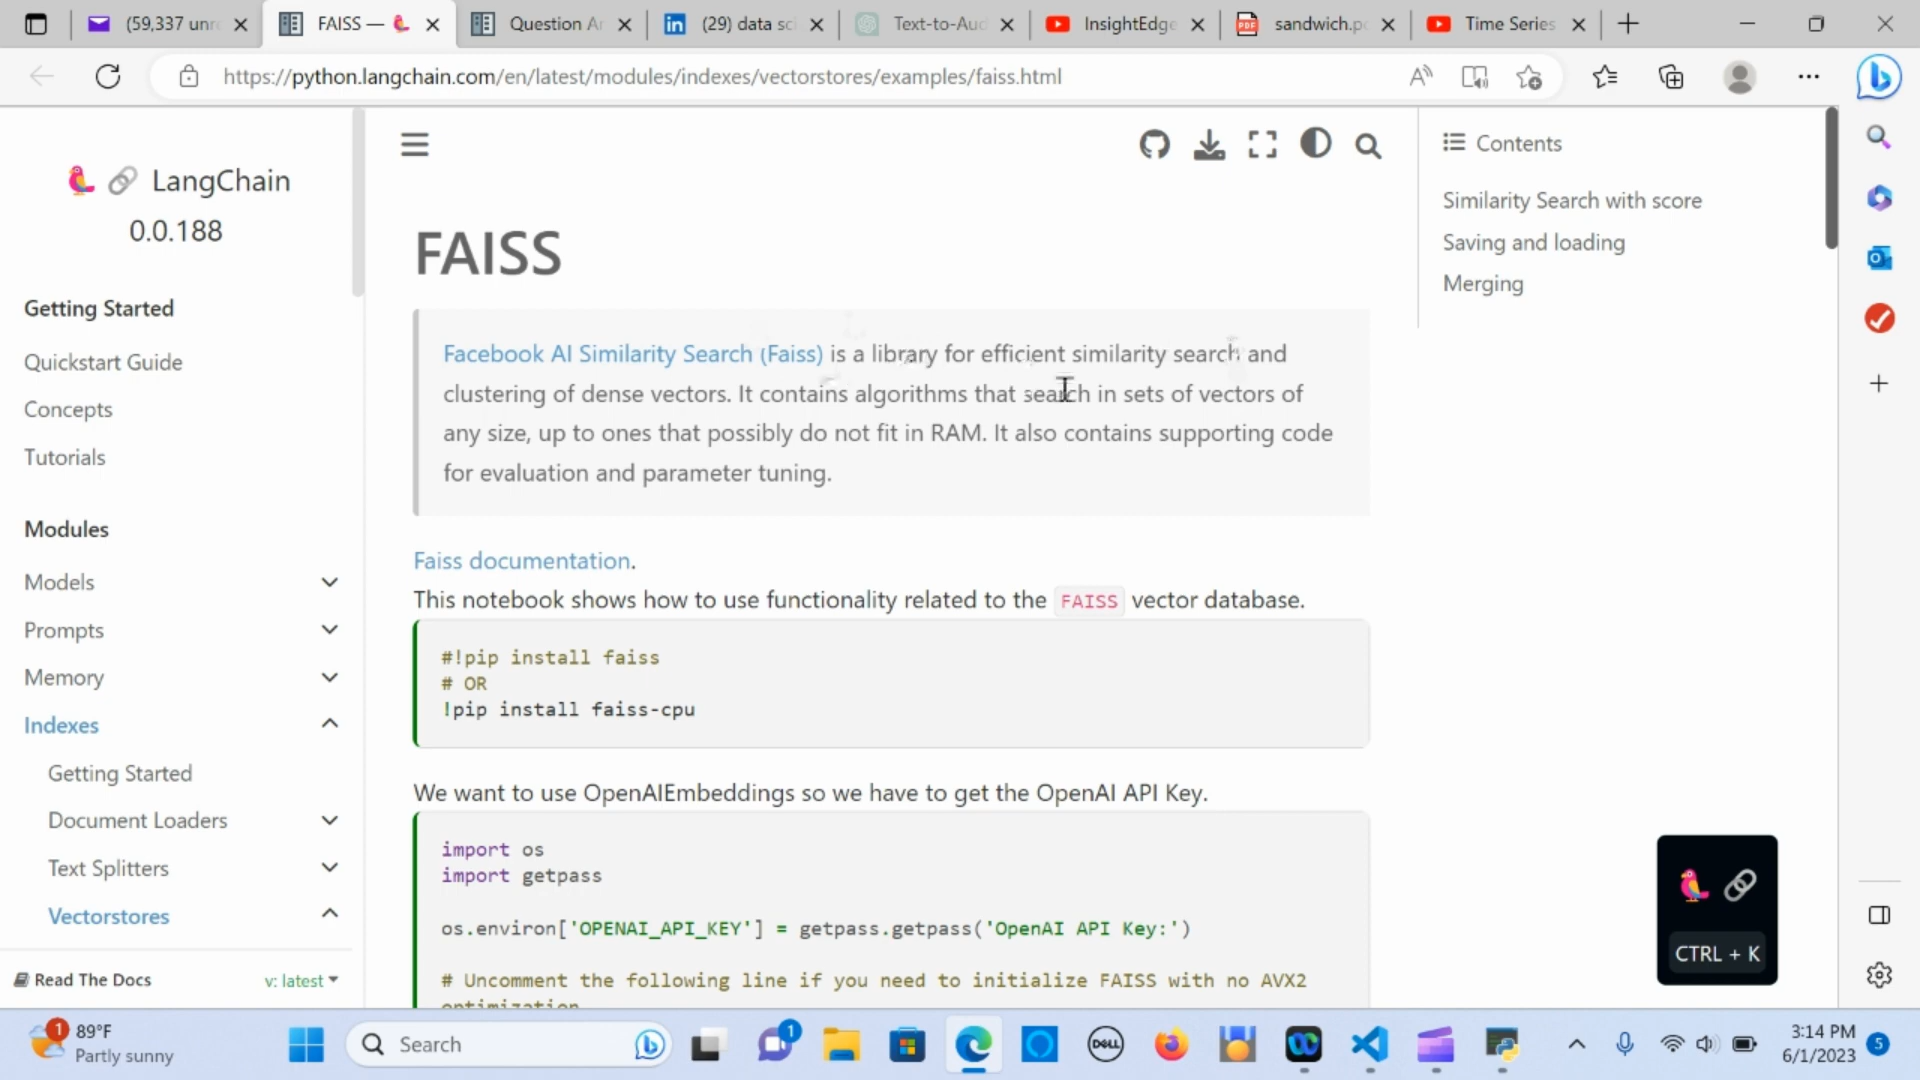 (59,337 unre
FAISS —
Question An
(29) data sci
Text-to-Aud
InsightEdge
sandwich.pd
Time Series
https://python.langchain.com/en/latest/modules/indexes/vectorstores/examples/faiss.html
LangChain
0.0.188
Getting Started
Quickstart Guide
Concepts
Tutorials
Modules
Models
Prompts
Memory
Indexes
Getting Started
Document Loaders
Text Splitters
Vectorstores
Read The Docs
v: latest
FAISS
Facebook AI Similarity Search (Faiss) is a library for efficient similarity search and
clustering of dense vectors. It contains algorithms that search in sets of vectors of
any size, up to ones that possibly do not fit in RAM. It also contains supporting code
for evaluation and parameter tuning.
Faiss documentation.
This notebook shows how to use functionality related to the FAISS vector database.
#!pip install faiss
# OR
!pip install faiss-cpu
We want to use OpenAIEmbeddings so we have to get the OpenAI API Key.
import os
import getpass
os.environ['OPENAI_API_KEY'] = getpass.getpass('OpenAI API Key:')
# Uncomment the following line if you need to initialize FAISS with no AVX2
optimization
Contents
Similarity Search with score
Saving and loading
Merging
CTRL + K
1
89°F
Partly sunny
Search
1
DELL
3:14 PM
6/1/2023
5